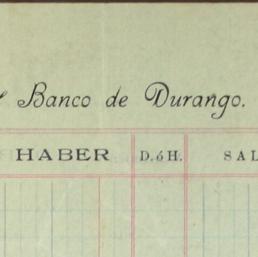 Banco de Durango.
HABER D. ó H. SAL